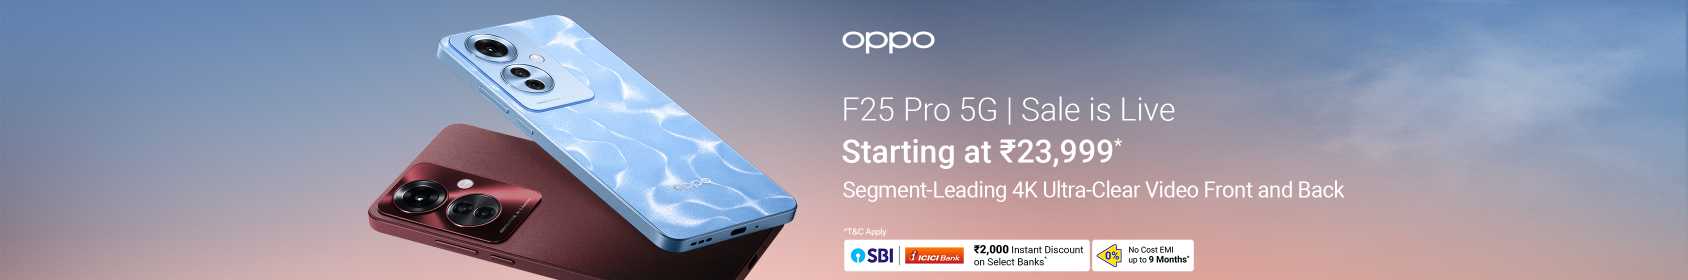 oppo
F25 Pro 5G | Sale is Live
Starting at ₹23,999*
Segment-Leading 4K Ultra-Clear Video Front and Back
*T&C Apply
SBI | ICICI Bank ₹2,000 Instant Discount
on Select Banks*
0% No Cost EMI
up to 9 Months*
oppo